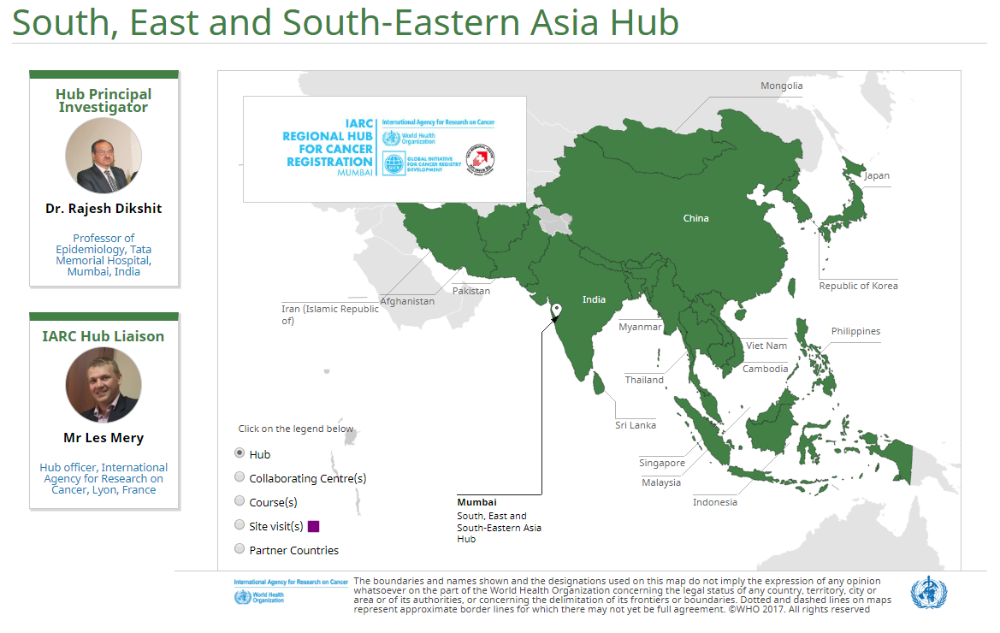 South, East and South-Eastern Asia Hub
Hub Principal
Investigator
Dr. Rajesh Dikshit
Professor of
Epidemiology, Tata
Memorial Hospital,
Mumbai, India
IARC Hub Liaison
Mr Les Mery
Hub officer, International
Agency for Research on
Cancer, Lyon, France
IARC
REGIONAL HUB
FOR CANCER
REGISTRATION
MUMBAI
International Agency for Research on Cancer
World Health
Organization
GLOBAL INITIATIVE
FOR CANCER REGISTRY
DEVELOPMENT
Mongolia
Japan
China
Republic of Korea
Iran (Islamic Republic
of)
Afghanistan
Pakistan
India
Myanmar
Viet Nam
Philippines
Cambodia
Thailand
Sri Lanka
Singapore
Malaysia
Indonesia
Mumbai
South, East and
South-Eastern Asia
Hub
Click on the legend below
Hub
Collaborating Centre(s)
Course(s)
Site visit(s)
Partner Countries
International Agency for Research on Cancer
World Health
Organization
The boundaries and names shown and the designations used on this map do not imply the expression of any opinion
whatsoever on the part of the World Health Organization concerning the legal status of any country, territory, city or
area or of its authorities, or concerning the delimitation of its frontiers or boundaries. Dotted and dashed lines on maps
represent approximate border lines for which there may not yet be full agreement. ©WHO 2017. All rights reserved